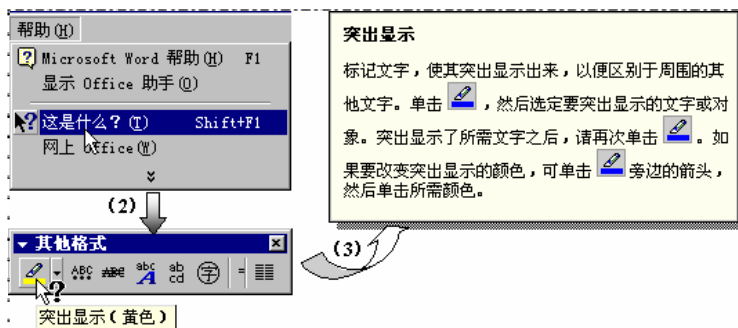 帮助(H)
Microsoft Word 帮助(H) F1
显示 Office 助手(O)
这是什么?(T) Shift+F1
网上 Office(W)
(2)
其他格式
ABC ABC abc A ab cd 字
突出显示(黄色)
(3)
突出显示
标记文字，使其突出显示出来，以便区别于周围的其
他文字。单击 ，然后选定要突出显示的文字或对
象。突出显示了所需文字之后，请再次单击 。如
果要改变突出显示的颜色，可单击 旁边的箭头，
然后单击所需颜色。